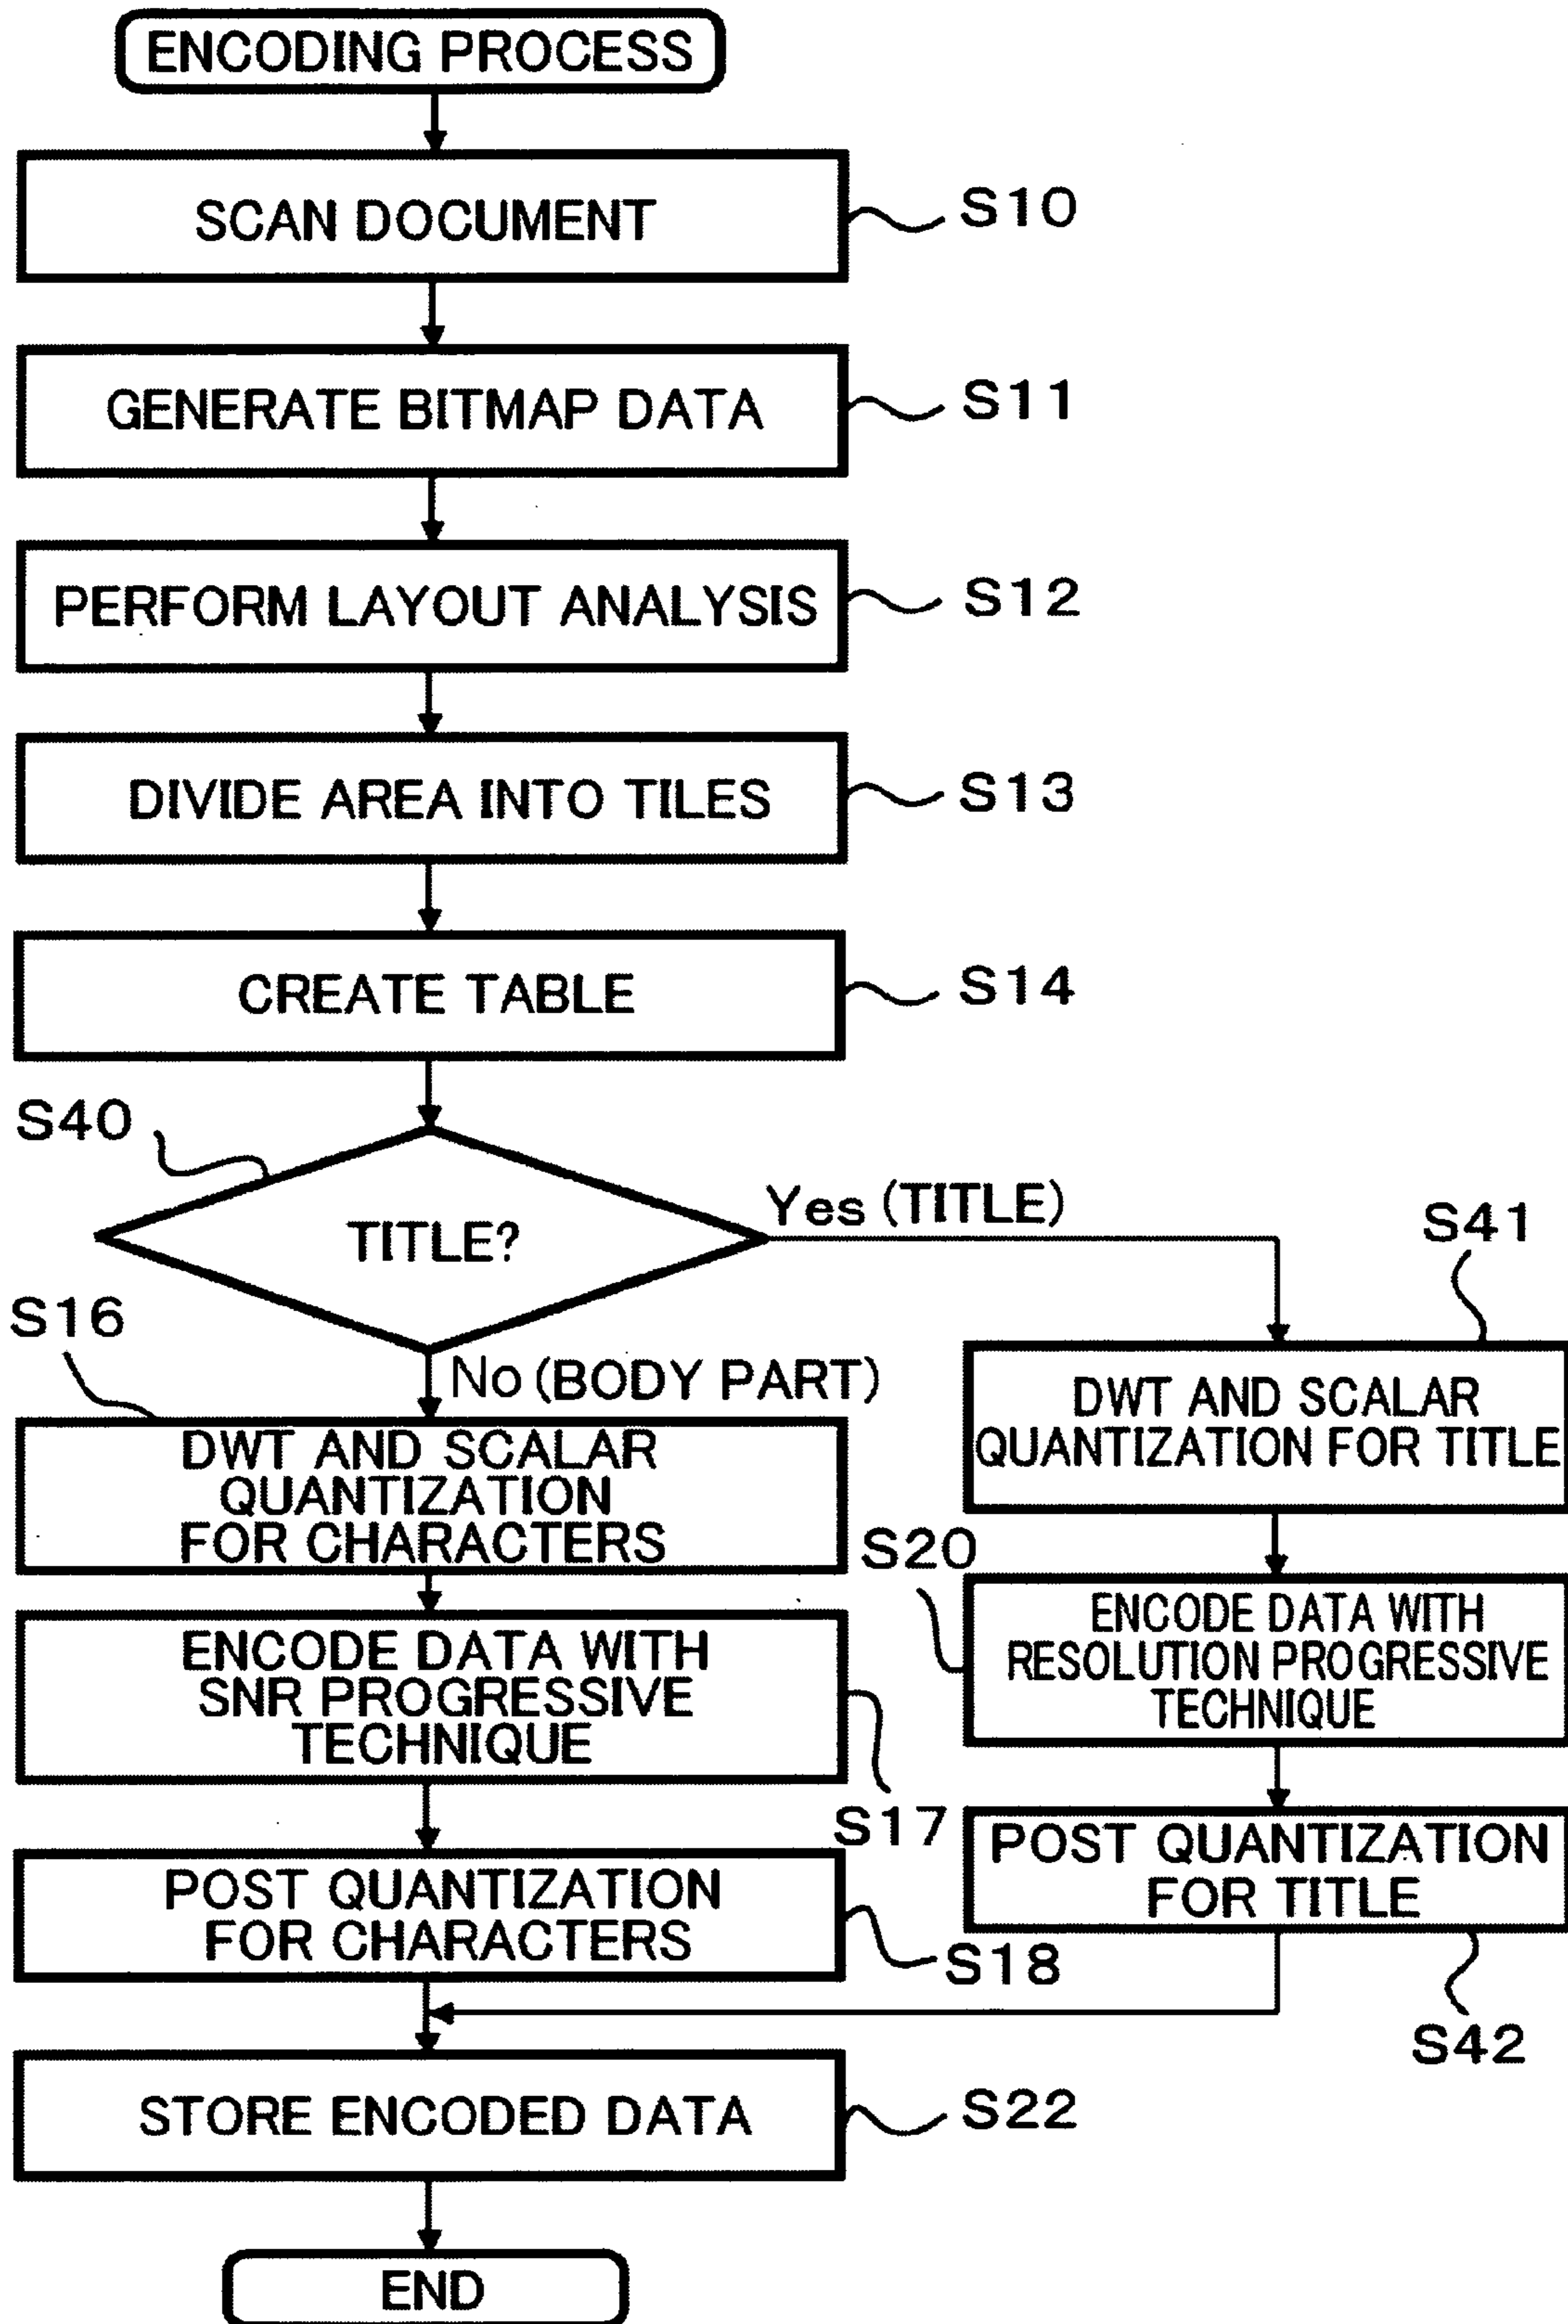 ENCODING PROCESS
SCAN DOCUMENT
S10
GENERATE BITMAP DATA
S11
PERFORM LAYOUT ANALYSIS
S12
DIVIDE AREA INTO TILES
S13
CREATE TABLE
S14
S40
TITLE?
Yes (TITLE)
No (BODY PART)
S16
DWT AND SCALAR
QUANTIZATION
FOR CHARACTERS
ENCODE DATA WITH
SNR PROGRESSIVE
TECHNIQUE
S17
POST QUANTIZATION
FOR CHARACTERS
S18
S41
DWT AND SCALAR
QUANTIZATION FOR TITLE
S20
ENCODE DATA WITH
RESOLUTION PROGRESSIVE
TECHNIQUE
POST QUANTIZATION
FOR TITLE
S42
STORE ENCODED DATA
S22
END